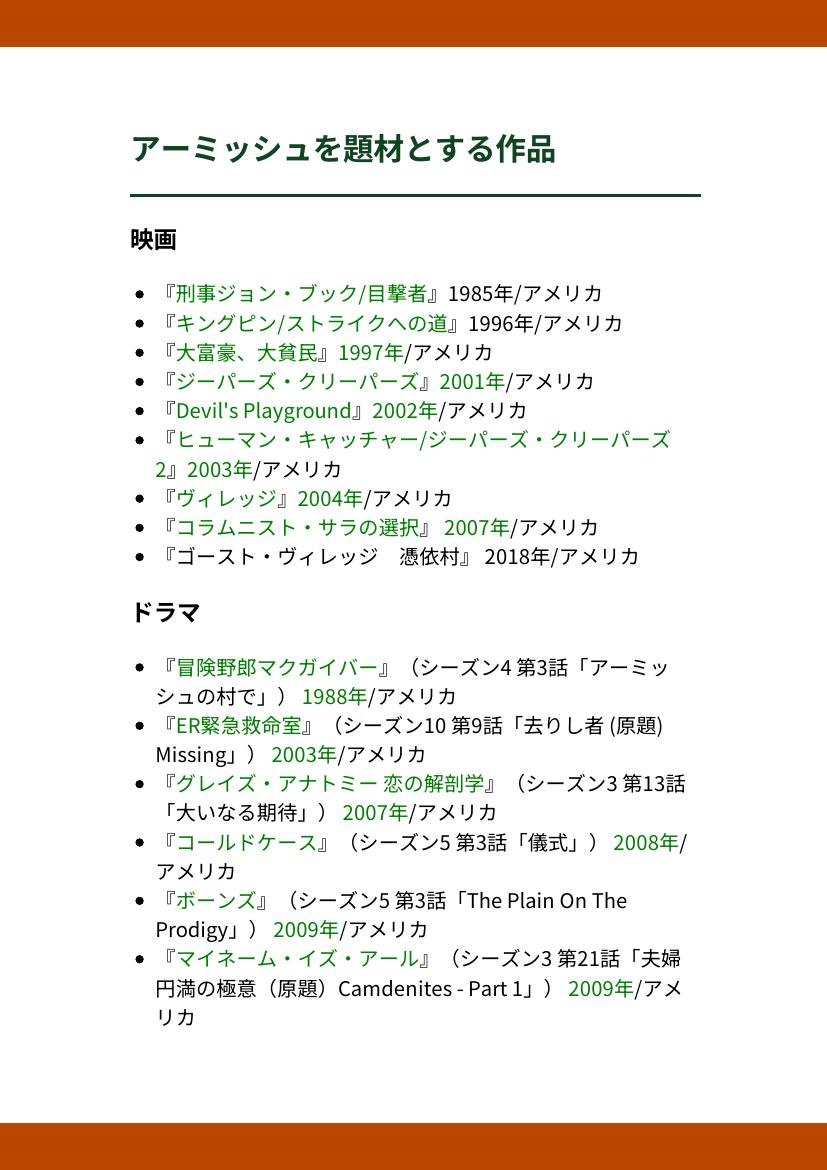 アーミッシュを題材とする作品
映画
• 『刑事ジョン・ブック/目撃者』1985年/アメリカ
• 『キングピン/ストライクへの道』1996年/アメリカ
• 『大富豪、大貧民』1997年/アメリカ
• 『ジーパーズ・クリーパーズ』2001年/アメリカ
• 『Devil's Playground』2002年/アメリカ
• 『ヒューマン・キャッチャー/ジーパーズ・クリーパーズ
2』2003年/アメリカ
• 『ヴィレッジ』2004年/アメリカ
• 『コラムニスト・サラの選択』 2007年/アメリカ
• 『ゴースト・ヴィレッジ　憑依村』 2018年/アメリカ
ドラマ
• 『冒険野郎マクガイバー』（シーズン4 第3話「アーミッ
シュの村で」） 1988年/アメリカ
• 『ER緊急救命室』（シーズン10 第9話「去りし者 (原題)
Missing」） 2003年/アメリカ
• 『グレイズ・アナトミー 恋の解剖学』（シーズン3 第13話
「大いなる期待」） 2007年/アメリカ
• 『コールドケース』（シーズン5 第3話「儀式」） 2008年/
アメリカ
• 『ボーンズ』（シーズン5 第3話「The Plain On The
Prodigy」） 2009年/アメリカ
• 『マイネーム・イズ・アール』（シーズン3 第21話「夫婦
円満の極意（原題）Camdenites - Part 1」） 2009年/アメ
リカ